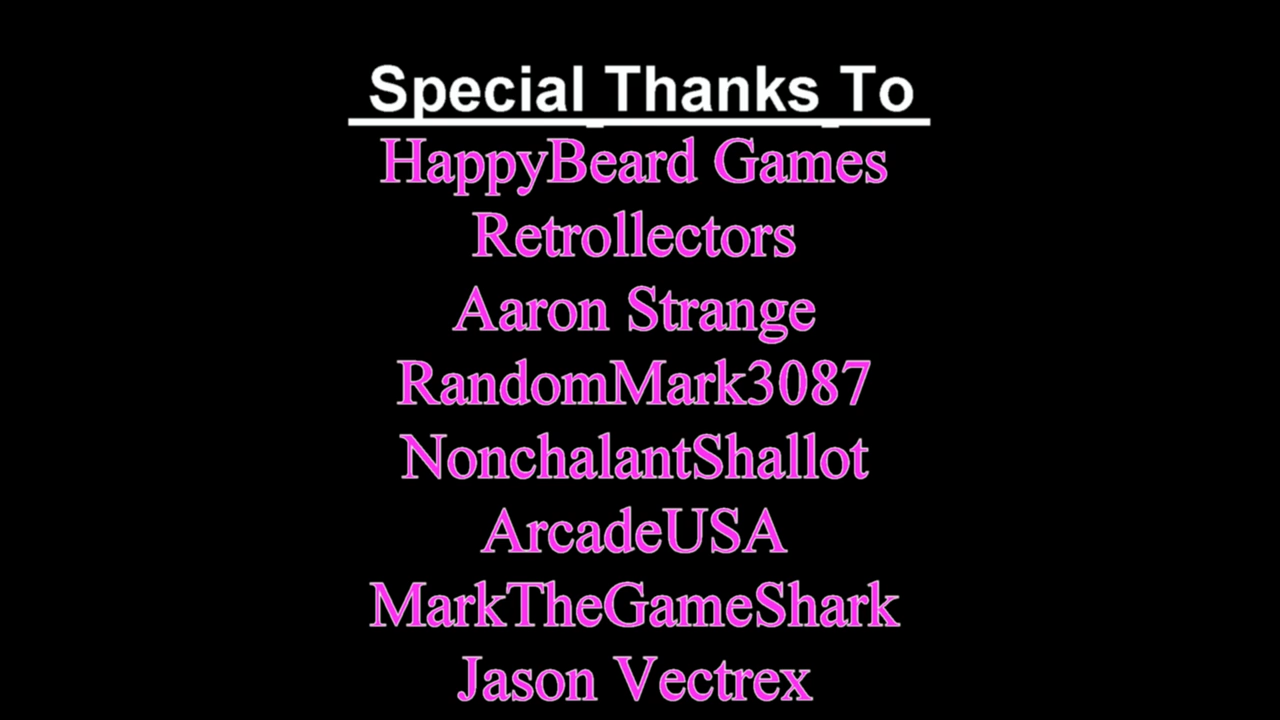 Special Thanks To
HappyBeard Games
Retrollectors
Aaron Strange
RandomMark3087
NonchalantShallot
ArcadeUSA
MarkTheGameShark
Jason Vectrex